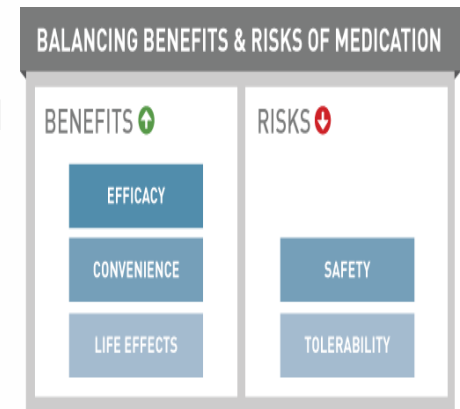 BALANCING BENEFITS & RISKS OF MEDICATION
BENEFITS
EFFICACY
CONVENIENCE
LIFE EFFECTS
RISKS
SAFETY
TOLERABILITY